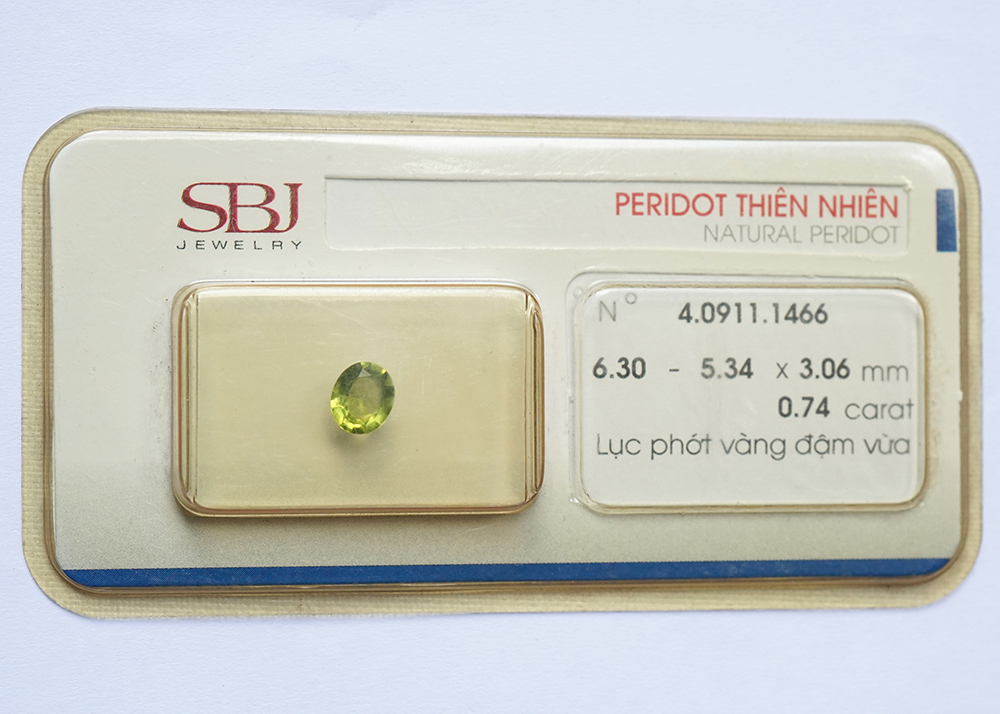 SBJ
JEWELRY
PERIDOT THIÊN NHIÊN
NATURAL PERIDOT
N° 4.0911.1466
6.30 - 5.34 x 3.06 mm
0.74 carat
Lục phớt vàng đậm vừa